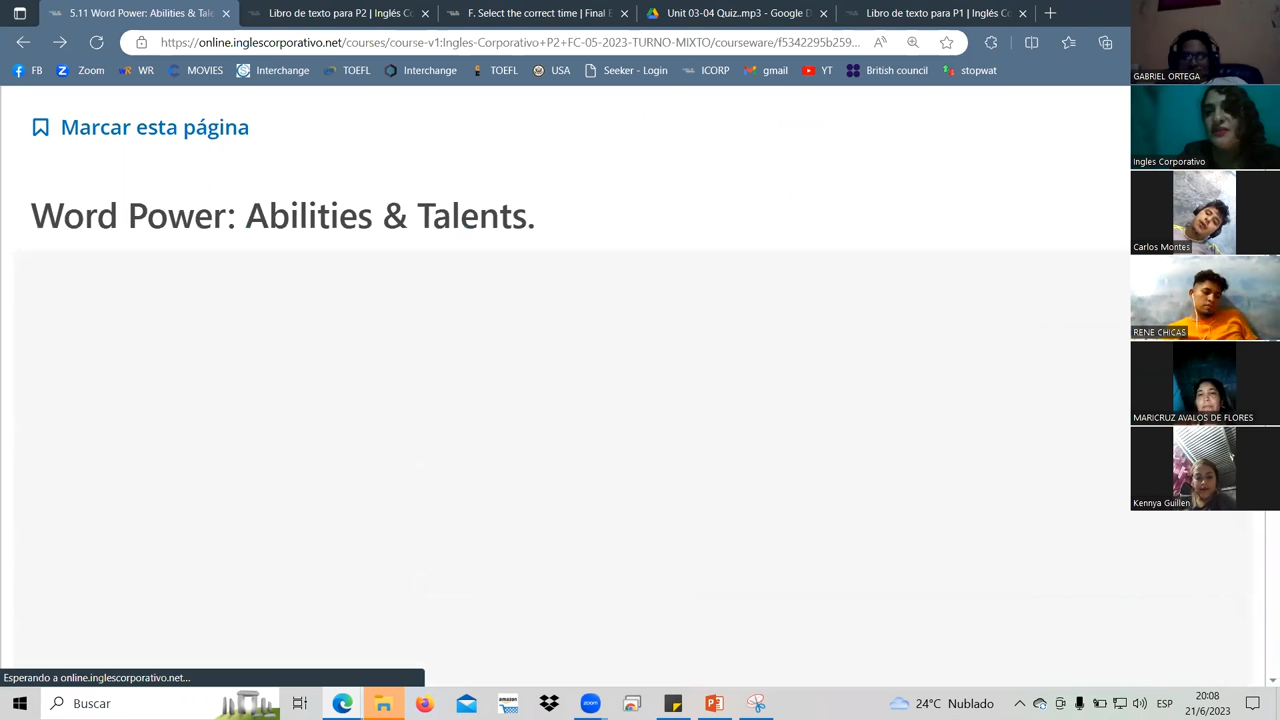 5.11 Word Power: Abilities & Tale
Libro de texto para P2 | Inglés Co
F. Select the correct time | Final E
Unit 03-04 Quiz..mp3 - Google D
Libro de texto para P1 | Inglés Co
https://online.inglescorporativo.net/courses/course-v1:Ingles-Corporativo+P2+FC-05-2023-TURNO-MIXTO/courseware/f5342295b259...
FB
Zoom
WR
MOVIES
Interchange
TOEFL
Interchange
TOEFL
USA
Seeker - Login
ICORP
gmail
YT
British council
stopwat
Marcar esta página
Word Power: Abilities & Talents.
GABRIEL ORTEGA
Ingles Corporativo
Carlos Montes
RENE CHICAS
MARICRUZ AVALOS DE FLORES
Kennya Guillen
Esperando a online.inglescorporativo.net...
Buscar
24°C Nublado
ESP
20:08
21/6/2023